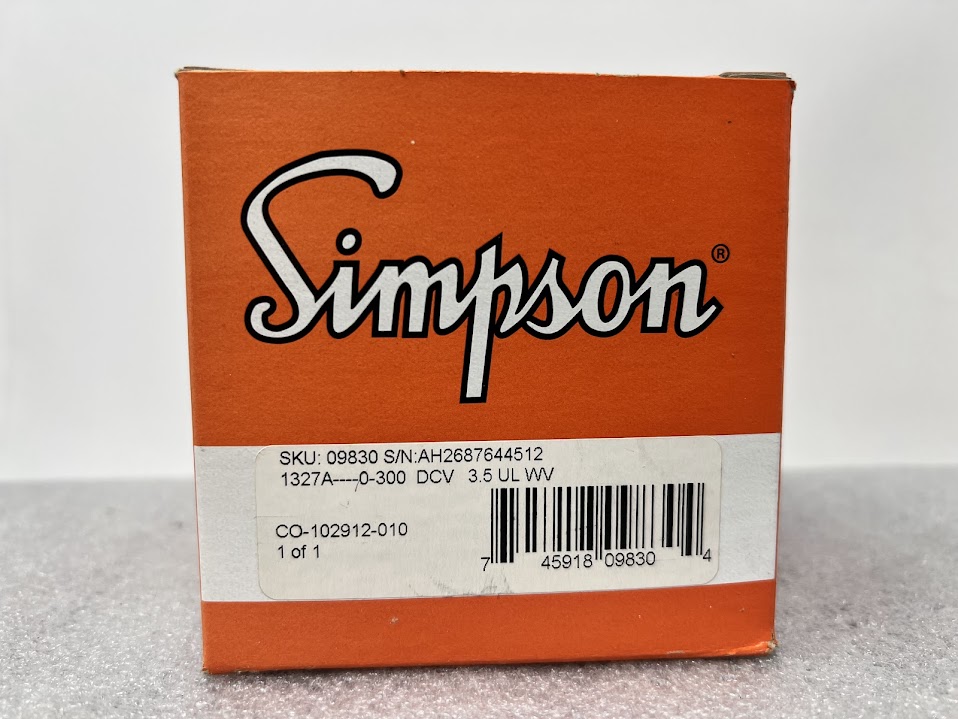 Simpson®
SKU: 09830 S/N:AH2687644512
1327A----0-300 DCV 3.5 UL WV
CO-102912-010
1 of 1
7 45918 09830 4